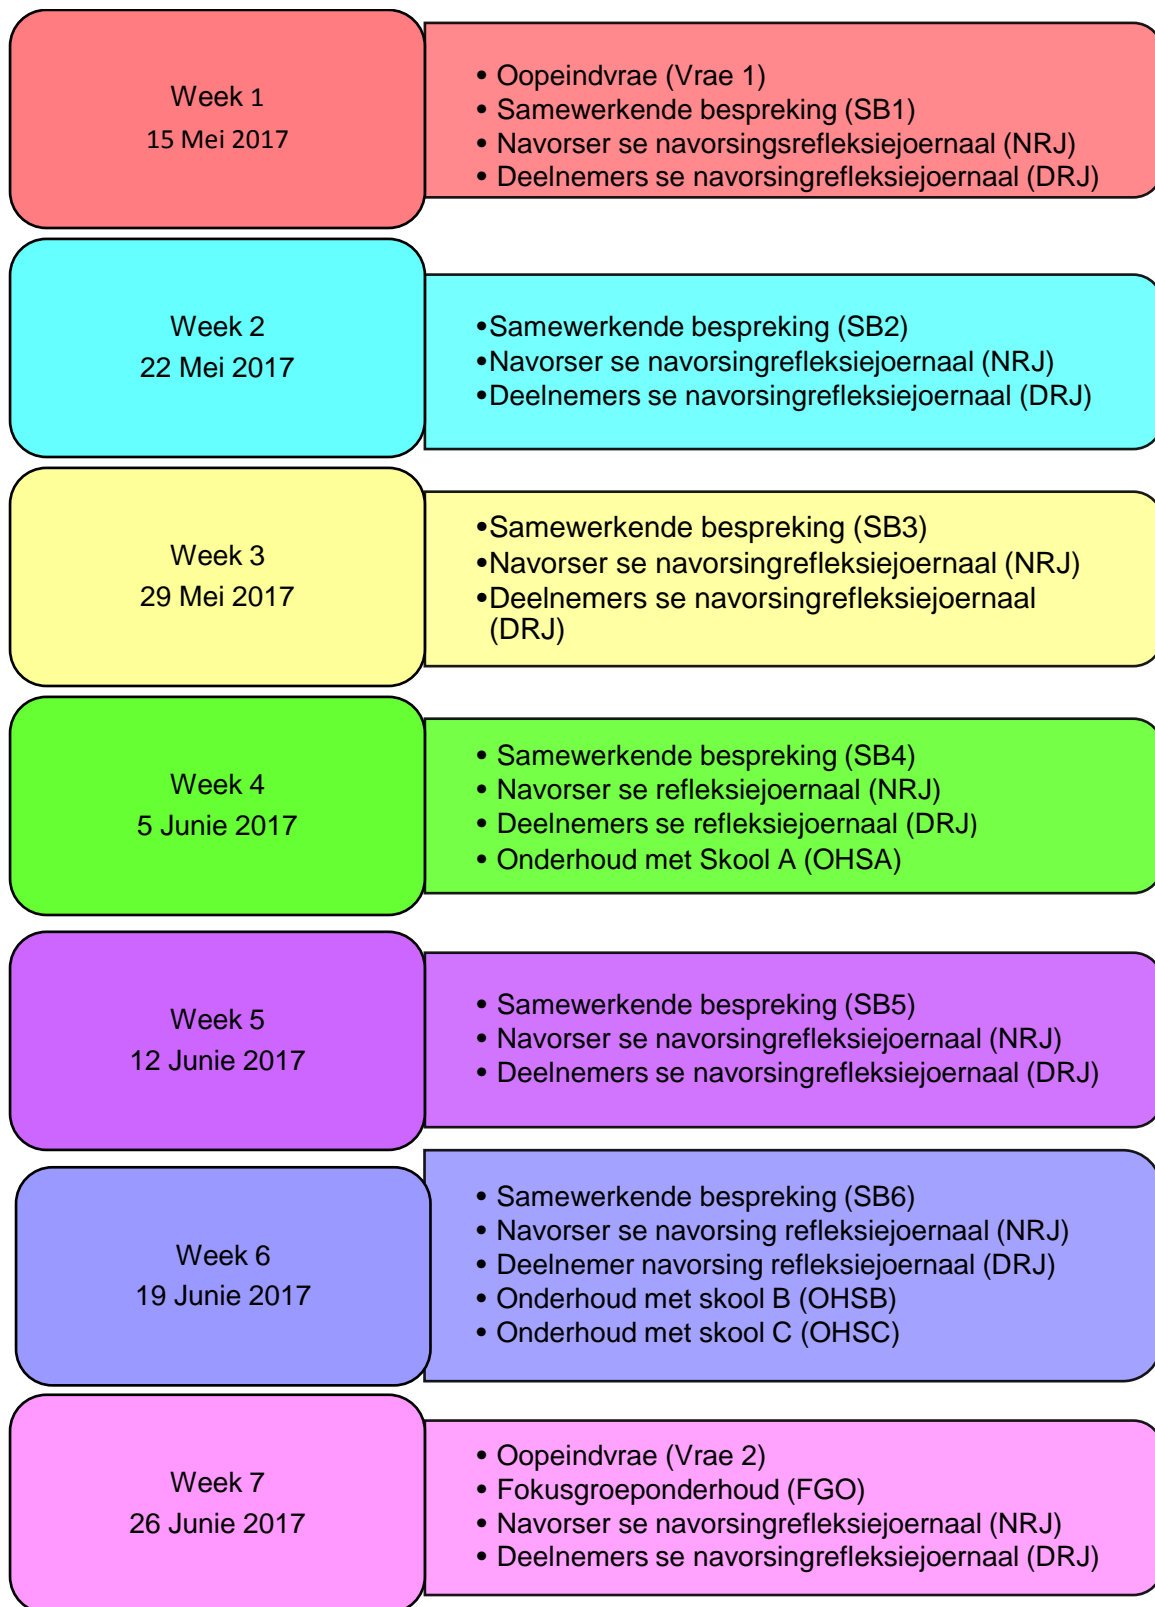 Week 1
15 Mei 2017
• Oopeindvrae (Vrae 1)
• Samewerkende bespreking (SB1)
• Navorser se navorsingsrefleksiejoernaal (NRJ)
• Deelnemers se navorsingrefleksiejoernaal (DRJ)
Week 2
22 Mei 2017
•Samewerkende bespreking (SB2)
•Navorser se navorsingrefleksiejoernaal (NRJ)
•Deelnemers se navorsingrefleksiejoernaal (DRJ)
Week 3
29 Mei 2017
•Samewerkende bespreking (SB3)
•Navorser se navorsingrefleksiejoernaal (NRJ)
•Deelnemers se navorsingrefleksiejoernaal
(DRJ)
Week 4
5 Junie 2017
• Samewerkende bespreking (SB4)
• Navorser se refleksiejoernaal (NRJ)
• Deelnemers se refleksiejoernaal (DRJ)
• Onderhoud met Skool A (OHSA)
Week 5
12 Junie 2017
• Samewerkende bespreking (SB5)
• Navorser se navorsingrefleksiejoernaal (NRJ)
• Deelnemers se navorsingrefleksiejoernaal (DRJ)
Week 6
19 Junie 2017
• Samewerkende bespreking (SB6)
• Navorser se navorsing refleksiejoernaal (NRJ)
• Deelnemer navorsing refleksiejoernaal (DRJ)
• Onderhoud met skool B (OHSB)
• Onderhoud met skool C (OHSC)
Week 7
26 Junie 2017
• Oopeindvrae (Vrae 2)
• Fokusgroeponderhoud (FGO)
• Navorser se navorsingrefleksiejoernaal (NRJ)
• Deelnemers se navorsingrefleksiejoernaal (DRJ)